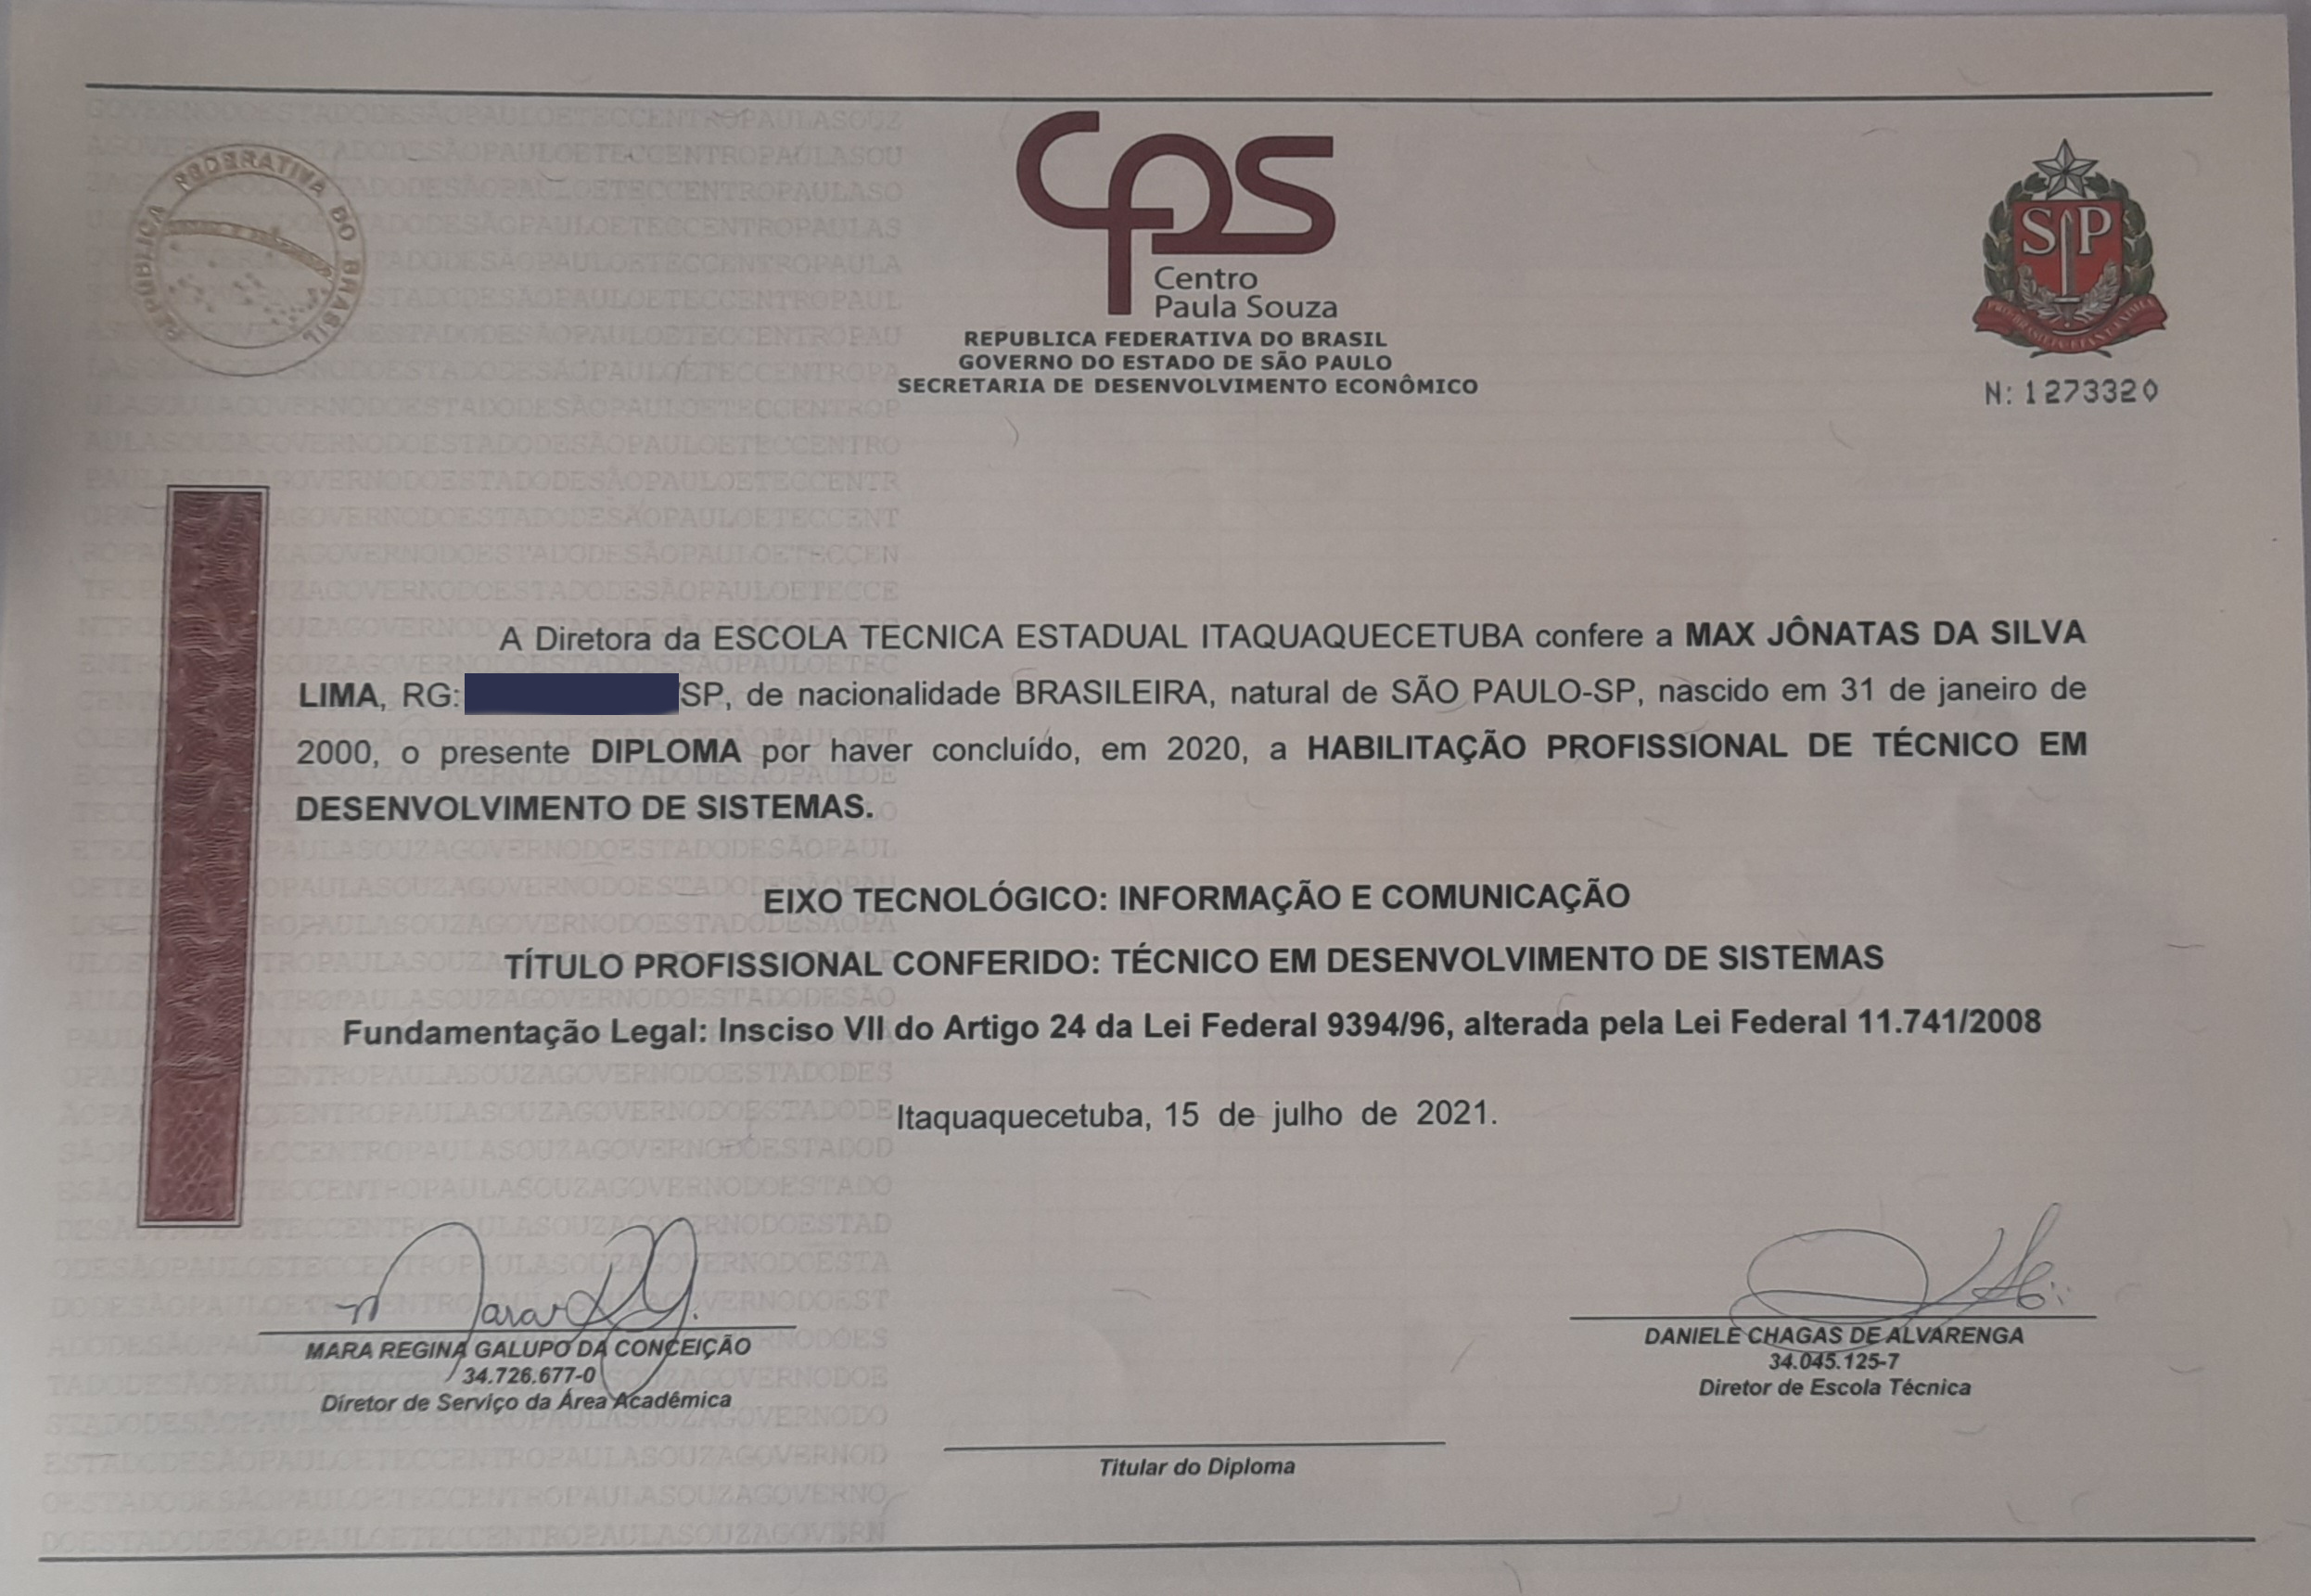 REPÚBLICA FEDERATIVA DO BRASIL
cps
Centro
Paula Souza
REPUBLICA FEDERATIVA DO BRASIL
GOVERNO DO ESTADO DE SÃO PAULO
SECRETARIA DE DESENVOLVIMENTO ECONÔMICO
SP
N: 1273320
A Diretora da ESCOLA TECNICA ESTADUAL ITAQUAQUECETUBA confere a MAX JÔNATAS DA SILVA
LIMA, RG: SP, de nacionalidade BRASILEIRA, natural de SÃO PAULO-SP, nascido em 31 de janeiro de
2000, o presente DIPLOMA por haver concluído, em 2020, a HABILITAÇÃO PROFISSIONAL DE TÉCNICO EM
DESENVOLVIMENTO DE SISTEMAS.
EIXO TECNOLÓGICO: INFORMAÇÃO E COMUNICAÇÃO
TÍTULO PROFISSIONAL CONFERIDO: TÉCNICO EM DESENVOLVIMENTO DE SISTEMAS
Fundamentação Legal: Insciso VII do Artigo 24 da Lei Federal 9394/96, alterada pela Lei Federal 11.741/2008
Itaquaquecetuba, 15 de julho de 2021.
MARA REGINA GALUPO DA CONCEIÇÃO
34.726.677-0
Diretor de Serviço da Área Acadêmica
DANIELE CHAGAS DE ALVARENGA
34.045.125-7
Diretor de Escola Técnica
Titular do Diploma